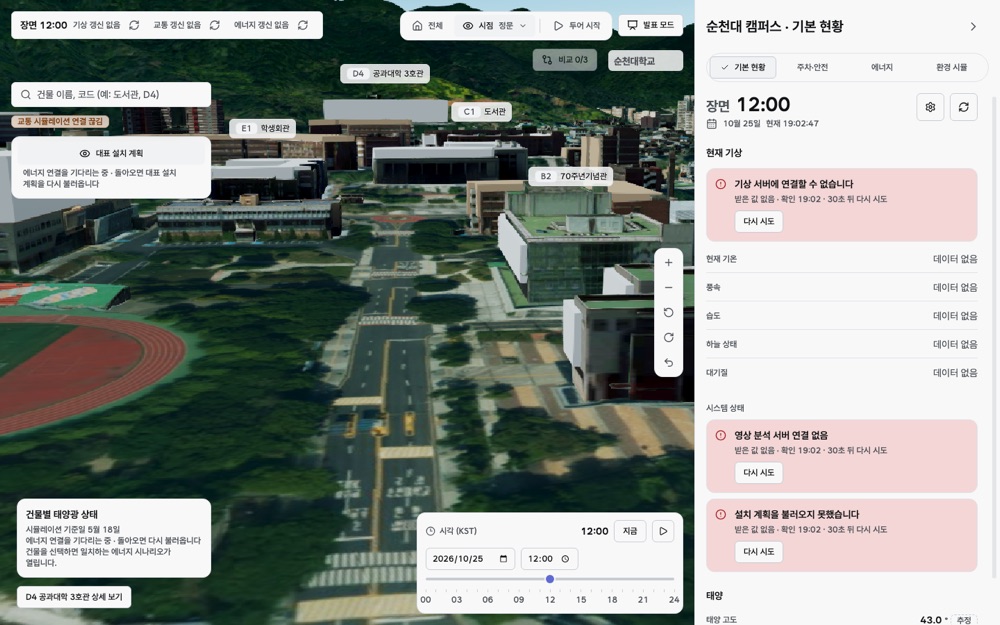 장면 12:00 기상 갱신 없음 교통 갱신 없음 에너지 갱신 없음
전체 시점 정문 투어 시작 발표 모드
비교 0/3 순천대학교
건물 이름, 코드 (예: 도서관, D4)
교통 시뮬레이션 연결 끊김
대표 설치 계획
에너지 연결을 기다리는 중 · 돌아오면 대표 설치
계획을 다시 불러옵니다
D4 공과대학 3호관
C1 도서관
E1 학생회관
B2 70주년기념관
건물별 태양광 상태
시뮬레이션 기준일 5월 18일
에너지 연결을 기다리는 중 · 돌아오면 다시 불러옵니다
건물을 선택하면 일치하는 에너지 시나리오가
열립니다.
D4 공과대학 3호관 상세 보기
시각 (KST) 12:00 지금
2026/10/25 12:00
00 03 06 09 12 15 18 21 24
순천대 캠퍼스 · 기본 현황
기본 현황 주차·안전 에너지 환경 시뮬
장면 12:00
10월 25일 현재 19:02:47
현재 기상
기상 서버에 연결할 수 없습니다
받은 값 없음 · 확인 19:02 · 30초 뒤 다시 시도
다시 시도
현재 기온 데이터 없음
풍속 데이터 없음
습도 데이터 없음
하늘 상태 데이터 없음
대기질 데이터 없음
시스템 상태
영상 분석 서버 연결 없음
받은 값 없음 · 확인 19:02 · 30초 뒤 다시 시도
다시 시도
설치 계획을 불러오지 못했습니다
받은 값 없음 · 확인 19:02 · 30초 뒤 다시 시도
다시 시도
태양
태양 고도 43.0 ° 추정